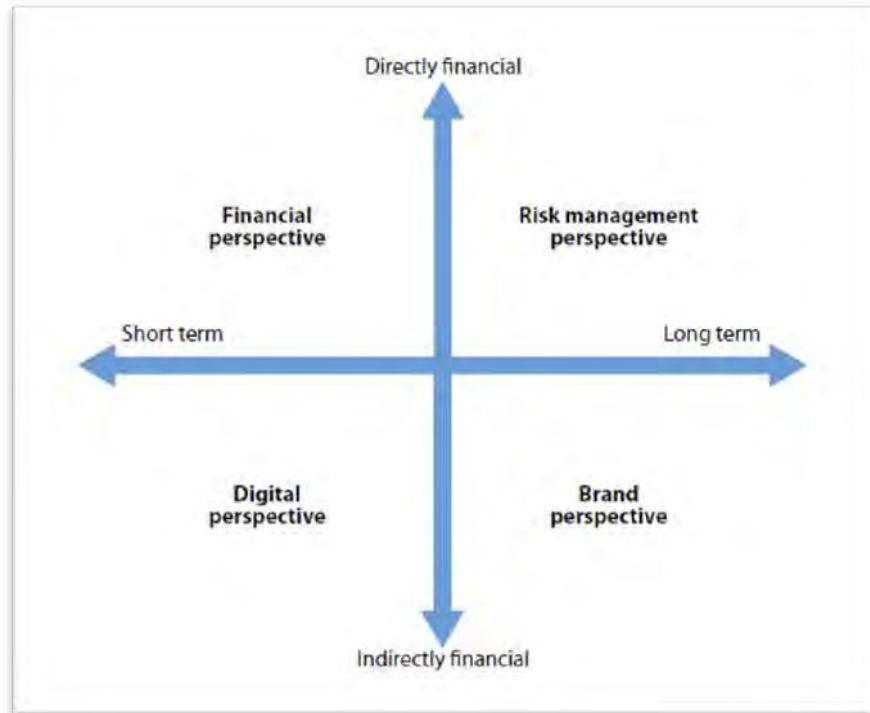 Directly financial
Financial
perspective
Risk management
perspective
Short term
Long term
Digital
perspective
Brand
perspective
Indirectly financial